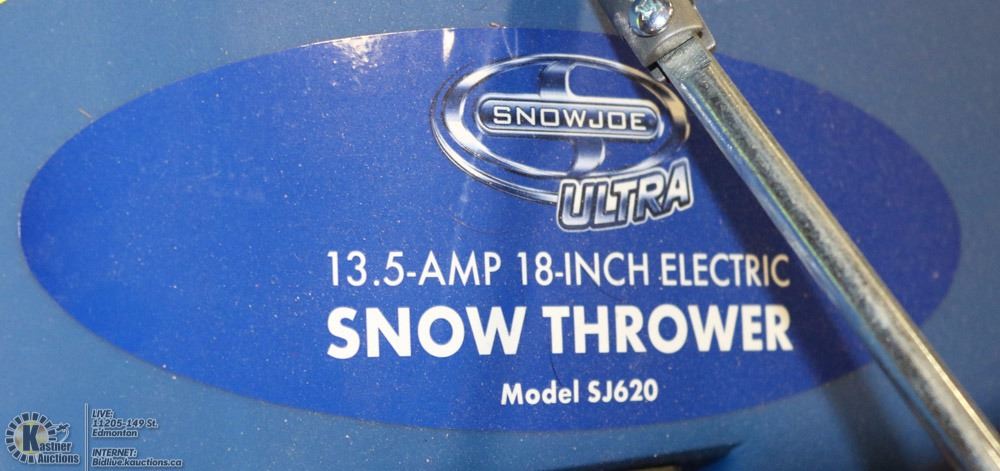 SNOWJOE
ULTRA
13.5-AMP 18-INCH ELECTRIC
SNOW THROWER
Model SJ620
Kastner
Auctions
LIVE:
11205-149 St.
Edmonton
INTERNET:
Bidlive.kauctions.ca